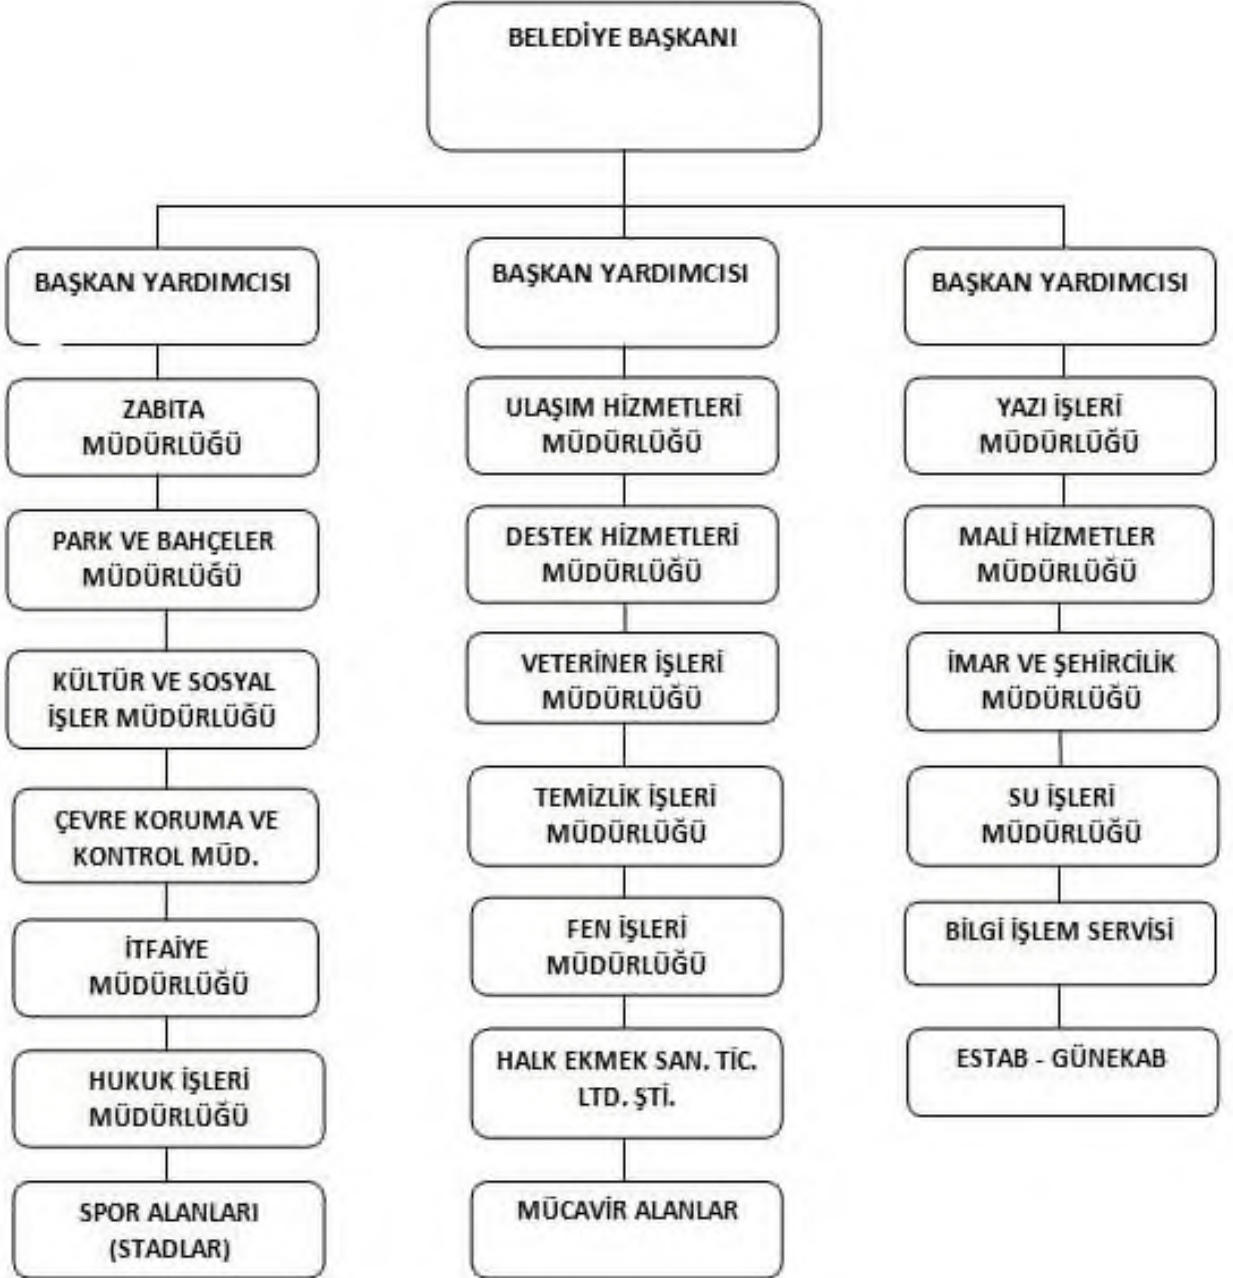 BELEDİYE BAŞKANI
BAŞKAN YARDIMCISI
ZABITA
MÜDÜRLÜĞÜ
PARK VE BAHÇELER
MÜDÜRLÜĞÜ
KÜLTÜR VE SOSYAL
İŞLER MÜDÜRLÜĞÜ
ÇEVRE KORUMA VE
KONTROL MÜD.
İTFAİYE
MÜDÜRLÜĞÜ
HUKUK İŞLERİ
MÜDÜRLÜĞÜ
SPOR ALANLARI
(STADLAR)
BAŞKAN YARDIMCISI
ULAŞIM HİZMETLERİ
MÜDÜRLÜĞÜ
DESTEK HİZMETLERİ
MÜDÜRLÜĞÜ
VETERİNER İŞLERİ
MÜDÜRLÜĞÜ
TEMİZLİK İŞLERİ
MÜDÜRLÜĞÜ
FEN İŞLERİ
MÜDÜRLÜĞÜ
HALK EKMEK SAN. TİC.
LTD. ŞTİ.
MÜCAVİR ALANLAR
BAŞKAN YARDIMCISI
YAZI İŞLERİ
MÜDÜRLÜĞÜ
MALİ HİZMETLER
MÜDÜRLÜĞÜ
İMAR VE ŞEHİRCİLİK
MÜDÜRLÜĞÜ
SU İŞLERİ
MÜDÜRLÜĞÜ
BİLGİ İŞLEM SERVİSİ
ESTAB - GÜNEKAB